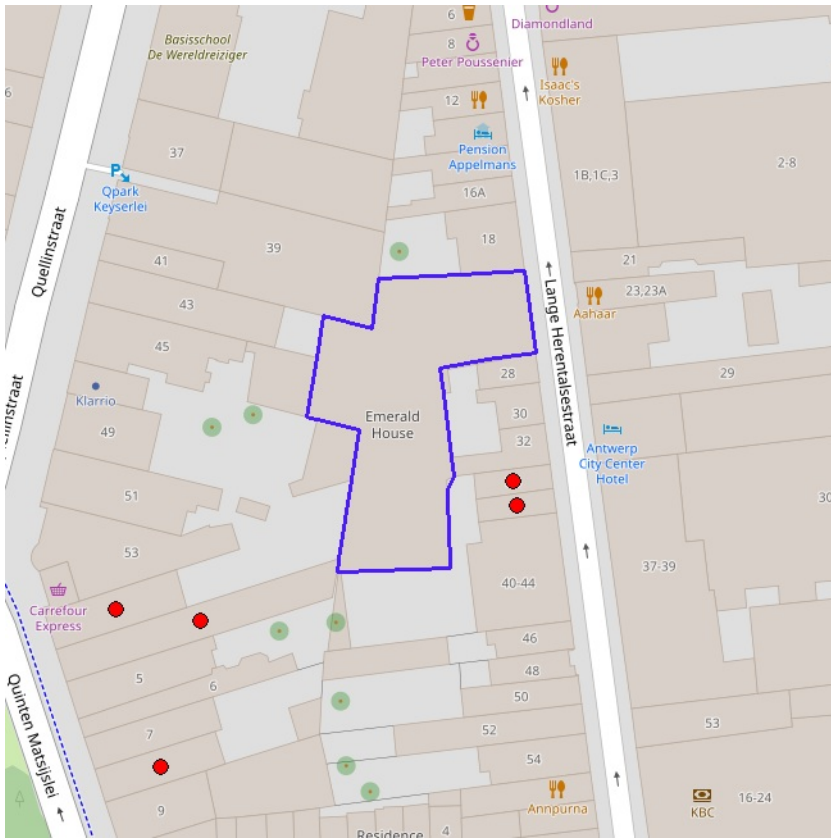 6
Diamondland
Basisschool
De Wereldreiziger
8
Peter Poussenier
Isaac's
Kosher
6
12
37
Pension
Appelmans
2-8
P
Qpark
Keyserlei
1B,1C,3
16A
Quellinstraat
39
18
41
21
23,23A
43
Aahaar
Lange Herentalsestraat
45
28
29
Klarrio
Emerald
House
30
49
32
Antwerp
City Center
Hotel
51
30
53
37-39
40-44
Carrefour
Express
46
5
6
48
50
Quinten Matsijslei
7
52
53
54
9
Annpurna
KBC
16-24
Residence
4